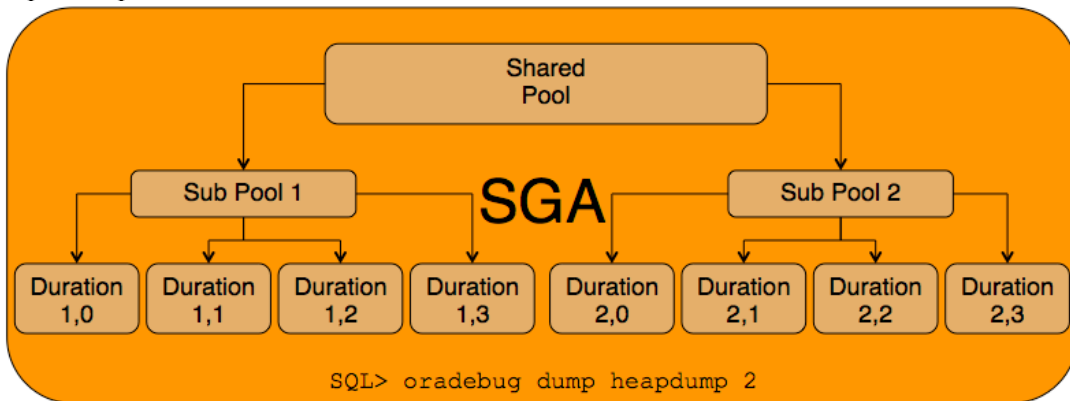 Shared
Pool
Sub Pool 1
SGA
Sub Pool 2
Duration
1,0
Duration
1,1
Duration
1,2
Duration
1,3
Duration
2,0
Duration
2,1
Duration
2,2
Duration
2,3
SQL> oradebug dump heapdump 2